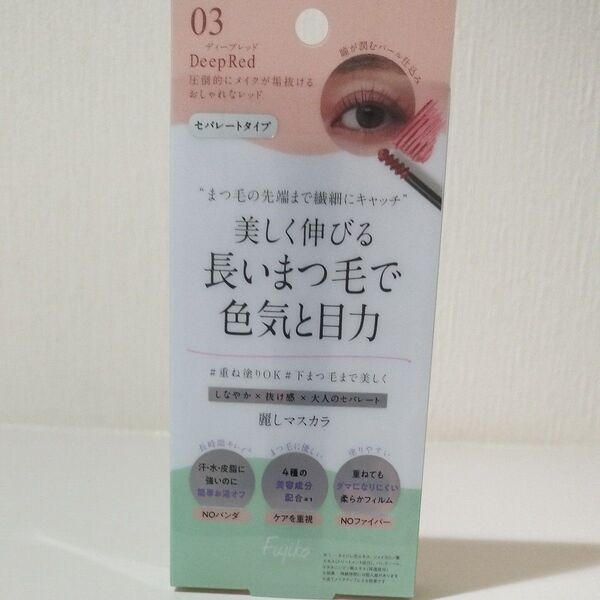 03
ディープレッド
DeepRed
圧倒的にメイクが垢抜ける
おしゃれなレッド
瞳が潤むパール仕込み
セパレートタイプ
“まつ毛の先端まで繊細にキャッチ”
美しく伸びる
長いまつ毛で
色気と目力
#重ね塗りOK #下まつ毛まで美しく
しなやか×抜け感×大人のセパレート
麗しマスカラ
長時間キレイ
汗・水・皮脂に
強いのに
簡単お湯オフ
NOパンダ
まつ毛に優しい
4種の
美容成分
配合※1
ケアを重視
塗りやすい
重ねても
ダマになりにくい
柔らかフィルム
NOファイバー
Fujiko